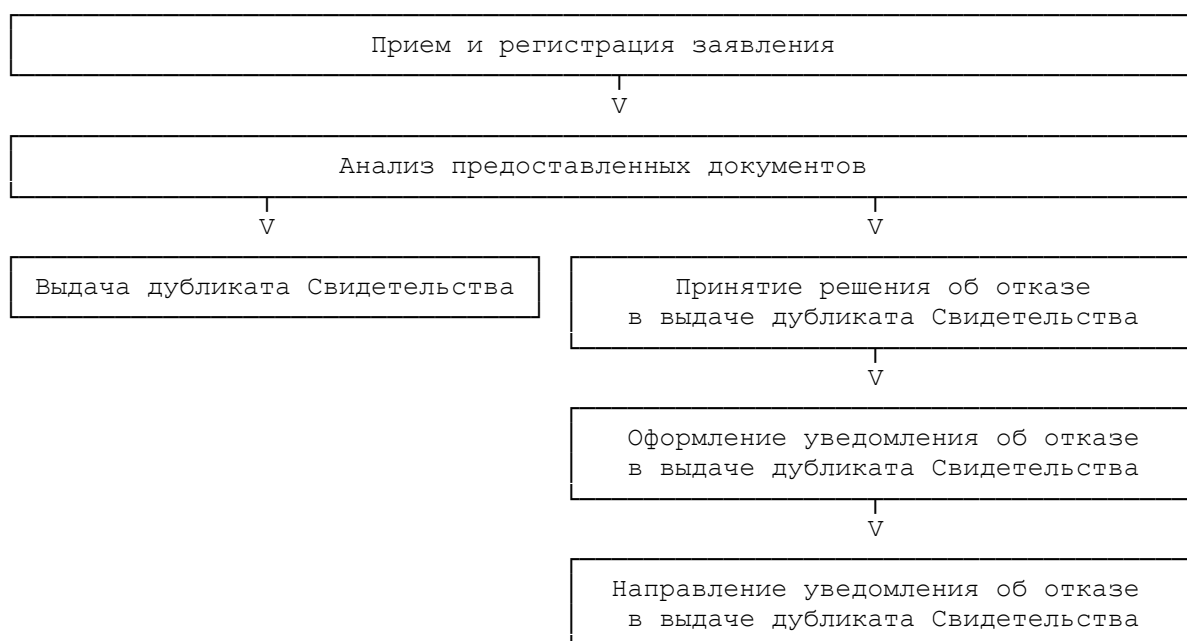 Прием и регистрация заявления
V
Анализ предоставленных документов
V V
Выдача дубликата Свидетельства Принятие решения об отказе
в выдаче дубликата Свидетельства
V
Оформление уведомления об отказе
в выдаче дубликата Свидетельства
V
Направление уведомления об отказе
в выдаче дубликата Свидетельства